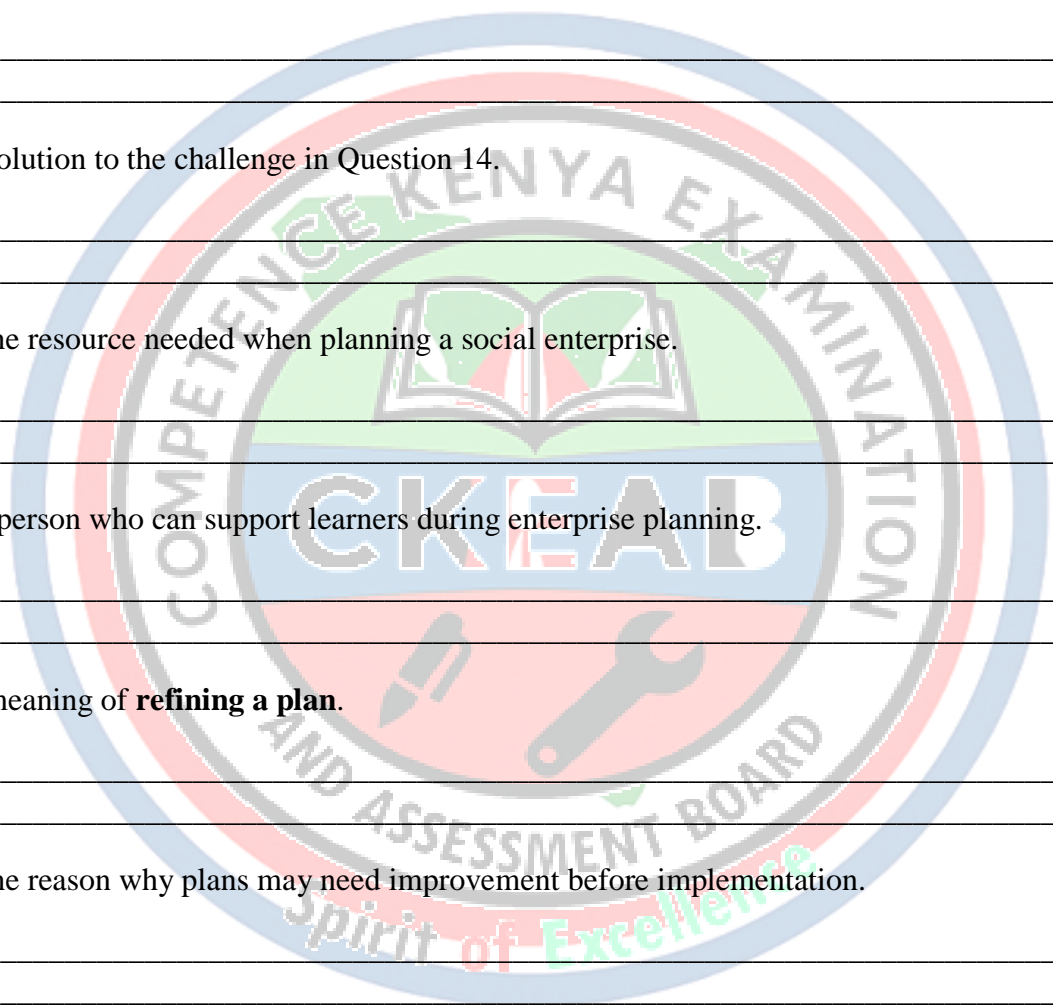 olution to the challenge in Question 14.
ne resource needed when planning a social enterprise.
person who can support learners during enterprise planning.
neaning of refining a plan.
ne reason why plans may need improvement before implementation.
COMPETENCE KENYA EXAMINATION
CKEAB
AND ASSESSMENT BOARD
Spirit of Excellence